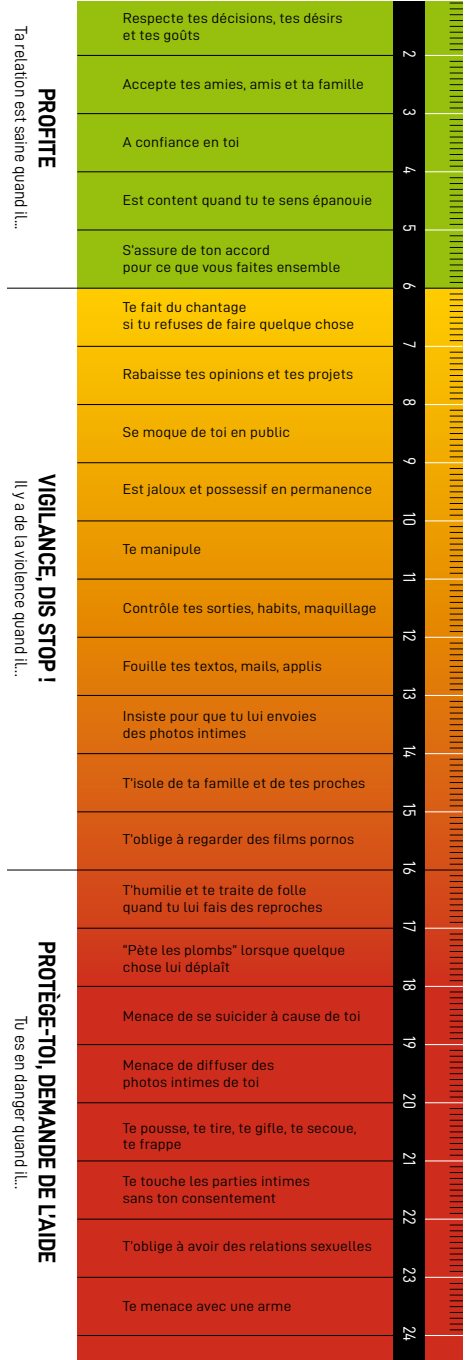 PROFITE
Ta relation est saine quand il...
Respecte tes décisions, tes désirs
et tes goûts
2
Accepte tes amies, amis et ta famille
3
A confiance en toi
4
Est content quand tu te sens épanouie
5
S'assure de ton accord
pour ce que vous faites ensemble
6
VIGILANCE, DIS STOP !
Il y a de la violence quand il...
Te fait du chantage
si tu refuses de faire quelque chose
7
Rabaisse tes opinions et tes projets
8
Se moque de toi en public
9
Est jaloux et possessif en permanence
10
Te manipule
11
Contrôle tes sorties, habits, maquillage
12
Fouille tes textos, mails, applis
13
Insiste pour que tu lui envoies
des photos intimes
14
T'isole de ta famille et de tes proches
15
T'oblige à regarder des films pornos
16
PROTÈGE-TOI, DEMANDE DE L'AIDE
Tu es en danger quand il...
T'humilie et te traite de folle
quand tu lui fais des reproches
17
"Pète les plombs" lorsque quelque
chose lui déplaît
18
Menace de se suicider à cause de toi
19
Menace de diffuser des
photos intimes de toi
20
Te pousse, te tire, te gifle, te secoue,
te frappe
21
Te touche les parties intimes
sans ton consentement
22
T'oblige à avoir des relations sexuelles
23
Te menace avec une arme
24